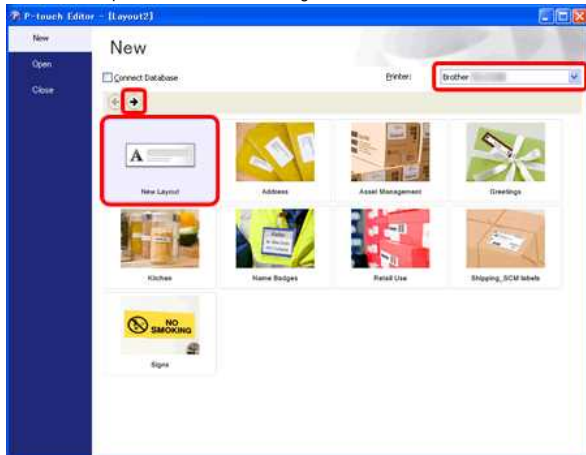 P-touch Editor - [Layout2]
New
Open
Close
New
Connect Database
Printer:
Brother
A
New Layout
Address
Asset Management
Greetings
Kitchen
Name Badges
Retail Use
Shipping_SCM labels
NO
SMOKING
Signs